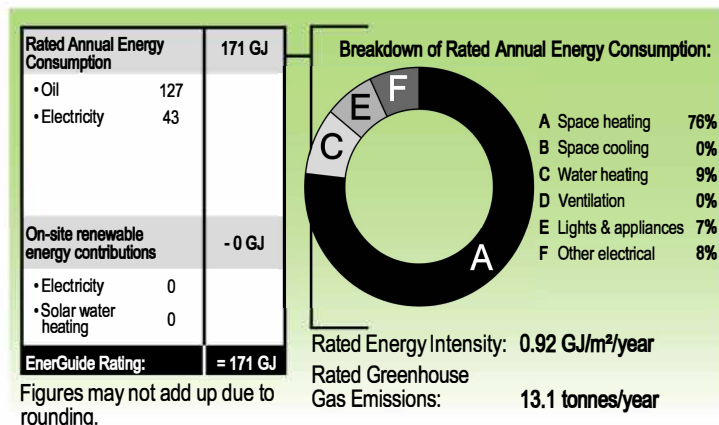 Rated Annual Energy
Consumption
171 GJ
• Oil 127
• Electricity 43
On-site renewable
energy contributions
- 0 GJ
• Electricity 0
• Solar water
heating 0
EnerGuide Rating: = 171 GJ
Figures may not add up due to
rounding.
Breakdown of Rated Annual Energy Consumption:
F
E
C
A
A Space heating 76%
B Space cooling 0%
C Water heating 9%
D Ventilation 0%
E Lights & appliances 7%
F Other electrical 8%
Rated Energy Intensity: 0.92 GJ/m²/year
Rated Greenhouse
Gas Emissions: 13.1 tonnes/year